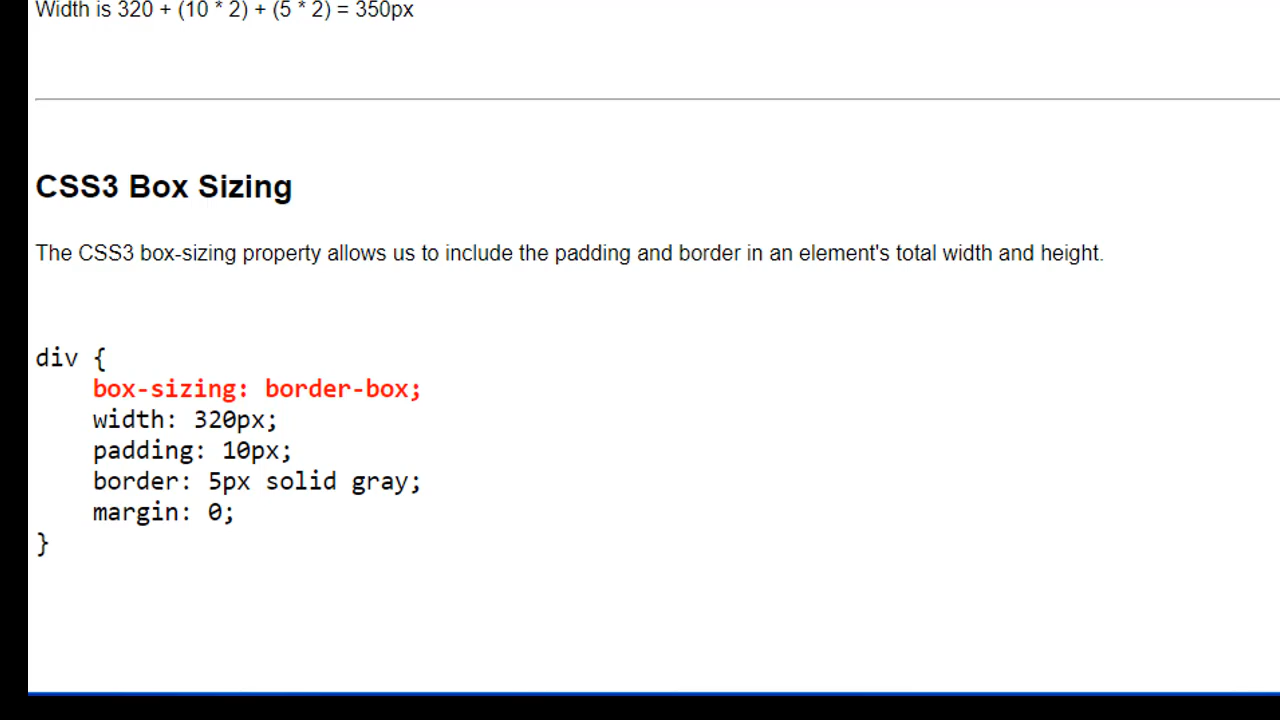 Width is 320 + (10 * 2) + (5 * 2) = 350px
CSS3 Box Sizing
The CSS3 box-sizing property allows us to include the padding and border in an element's total width and height.
div {
    box-sizing: border-box;
    width: 320px;
    padding: 10px;
    border: 5px solid gray;
    margin: 0;
}